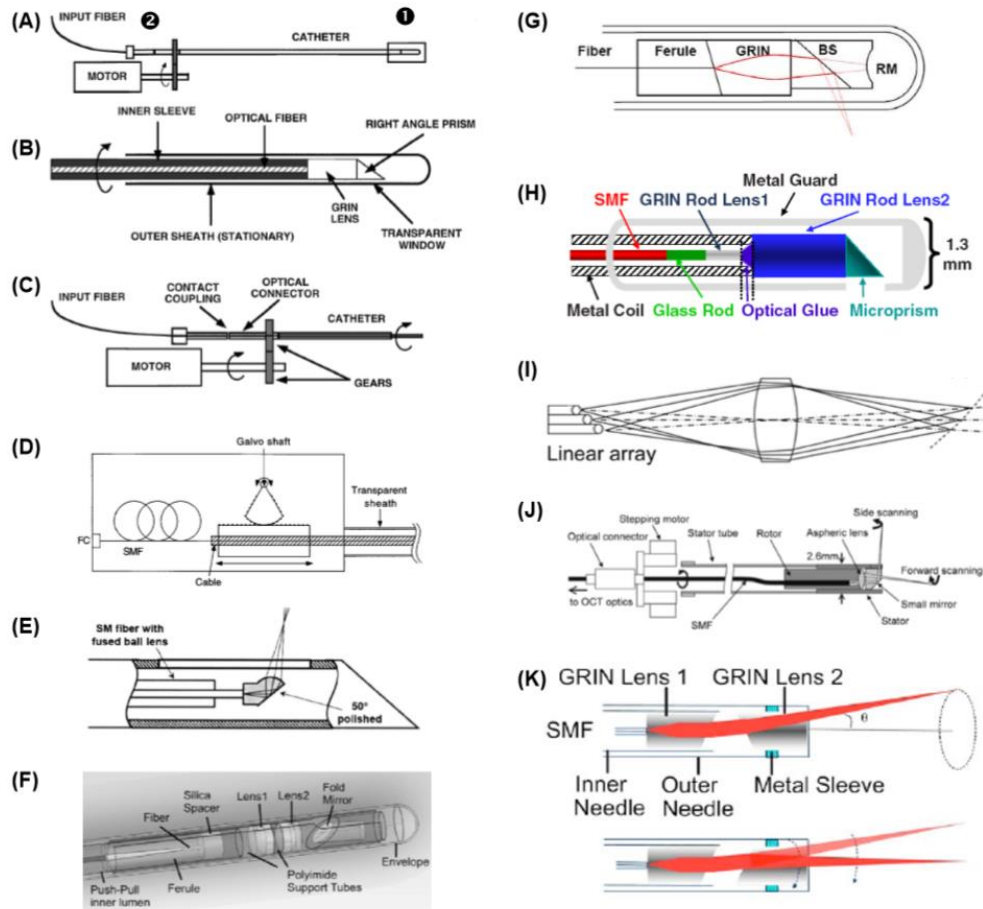 (A)
INPUT FIBER
❷
❶
CATHETER
MOTOR
INNER SLEEVE
OPTICAL FIBER
RIGHT ANGLE PRISM
(B)
GRIN
LENS
OUTER SHEATH (STATIONARY)
TRANSPARENT
WINDOW
(C)
INPUT FIBER
CONTACT
COUPLING
OPTICAL
CONNECTOR
CATHETER
MOTOR
GEARS
(D)
Galvo shaft
Transparent
sheath
FC
SMF
Cable
(E)
SM fiber with
fused ball lens
50°
polished
(F)
Silica
Spacer
Fiber
Lens1
Lens2
Fold
Mirror
Envelope
Push-Pull
inner lumen
Ferule
Polyimide
Support Tubes
(G)
Fiber
Ferule
GRIN
BS
RM
(H)
Metal Guard
SMF
GRIN Rod Lens1
GRIN Rod Lens2
1.3
mm
Metal Coil
Glass Rod
Optical Glue
Microprism
(I)
Linear array
(J)
Stepping motor
Optical connector
Stator tube
Rotor
Aspheric lens
Side scanning
2.6mm
Forward scanning
to OCT optics
SMF
Small mirror
Stator
(K)
GRIN Lens 1
GRIN Lens 2
SMF
θ
Inner
Needle
Outer
Needle
Metal Sleeve